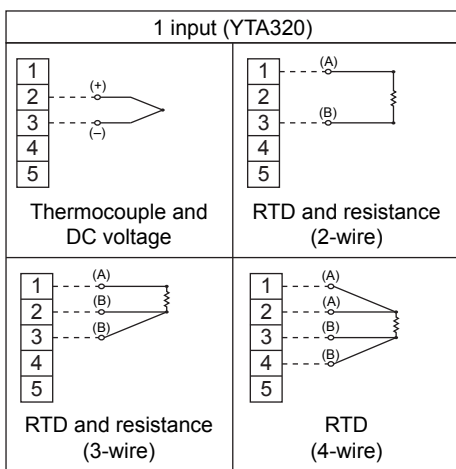 1 input (YTA320)
1
2
3
4
5
(+)
(–)
Thermocouple and
DC voltage
1
2
3
4
5
(A)
(B)
RTD and resistance
(2-wire)
1
2
3
4
5
(A)
(B)
(B)
RTD and resistance
(3-wire)
1
2
3
4
5
(A)
(A)
(B)
(B)
RTD
(4-wire)